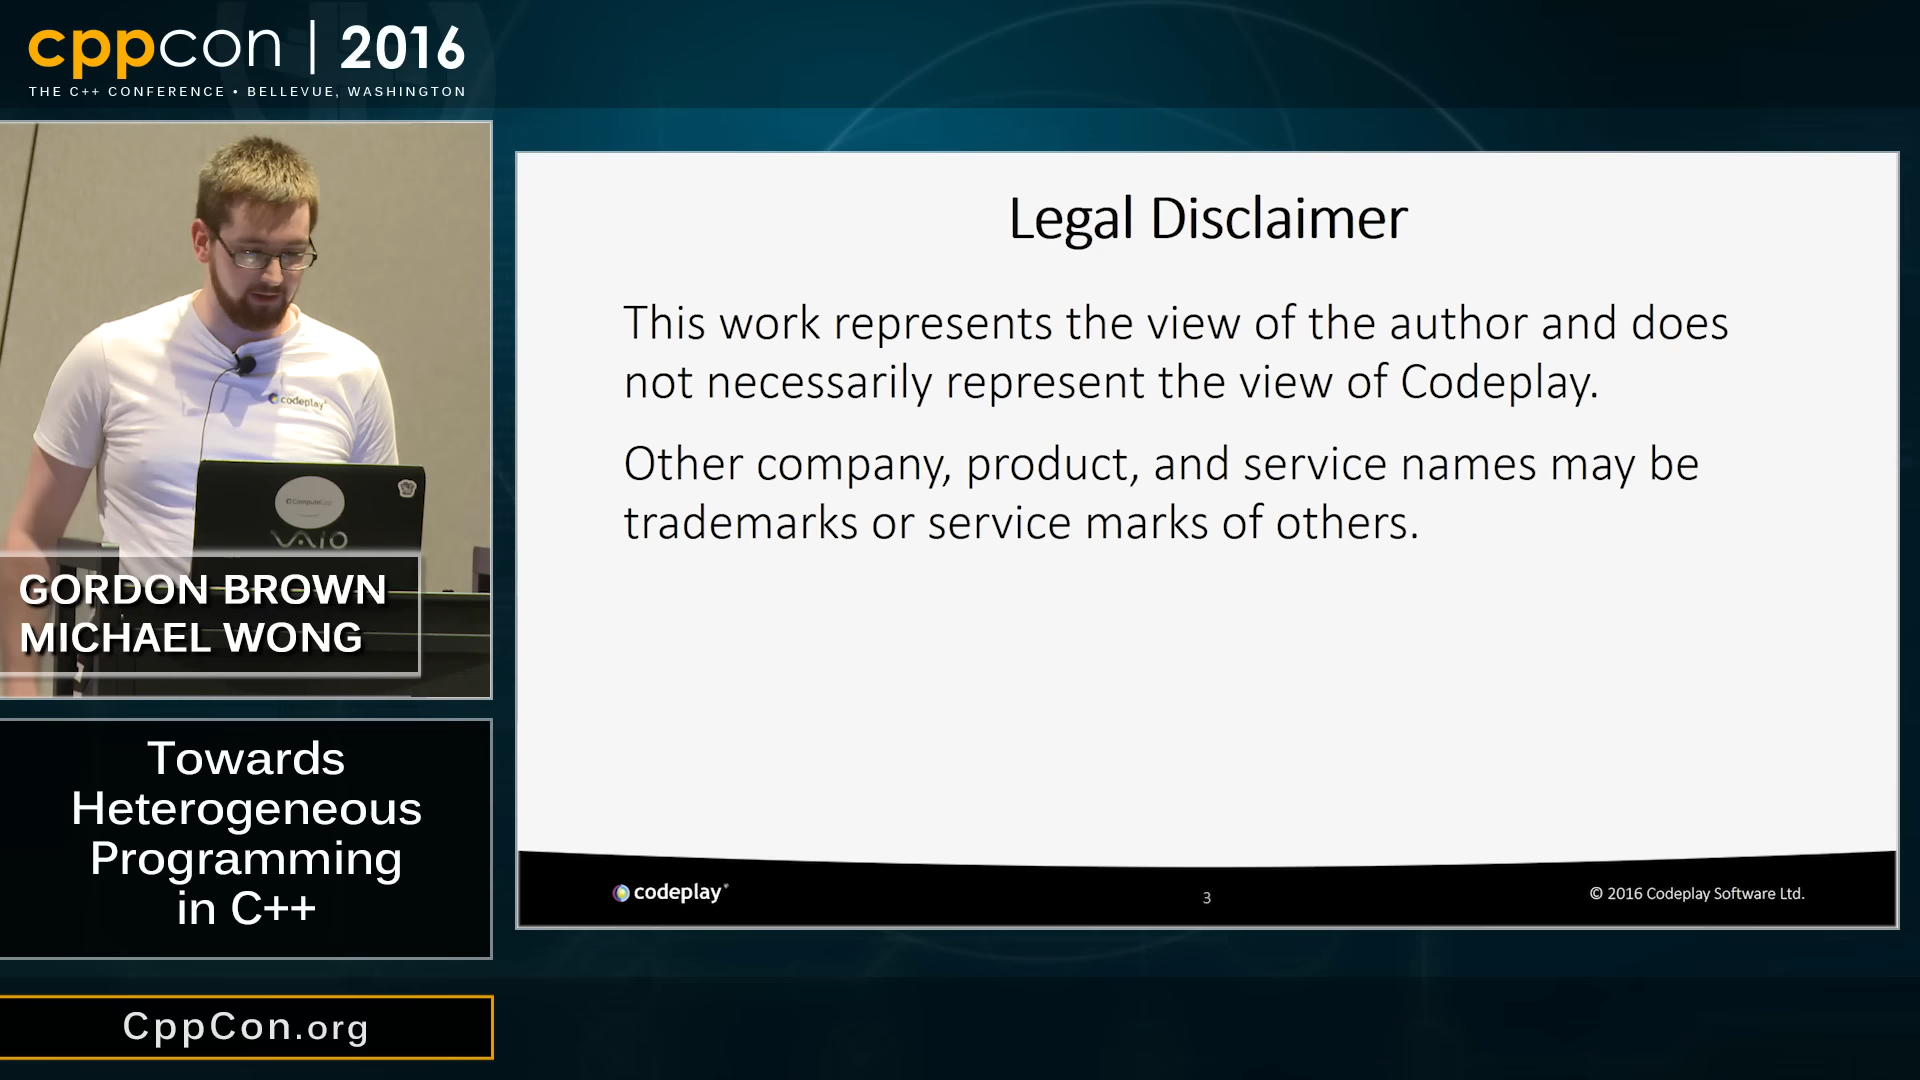 cppcon | 2016
THE C++ CONFERENCE • BELLEVUE, WASHINGTON
codeplay
VAIO
GORDON BROWN
MICHAEL WONG
Towards
Heterogeneous
Programming
in C++
CppCon.org
Legal Disclaimer
This work represents the view of the author and does
not necessarily represent the view of Codeplay.
Other company, product, and service names may be
trademarks or service marks of others.
codeplay®
3
© 2016 Codeplay Software Ltd.